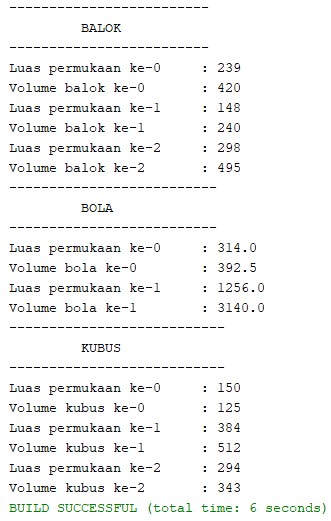 -------------------------
BALOK
-------------------------
Luas permukaan ke-0 : 239
Volume balok ke-0 : 420
Luas permukaan ke-1 : 148
Volume balok ke-1 : 240
Luas permukaan ke-2 : 298
Volume balok ke-2 : 495
--------------------------
BOLA
--------------------------
Luas permukaan ke-0 : 314.0
Volume bola ke-0 : 392.5
Luas permukaan ke-1 : 1256.0
Volume bola ke-1 : 3140.0
---------------------------
KUBUS
---------------------------
Luas permukaan ke-0 : 150
Volume kubus ke-0 : 125
Luas permukaan ke-1 : 384
Volume kubus ke-1 : 512
Luas permukaan ke-2 : 294
Volume kubus ke-2 : 343
BUILD SUCCESSFUL (total time: 6 seconds)